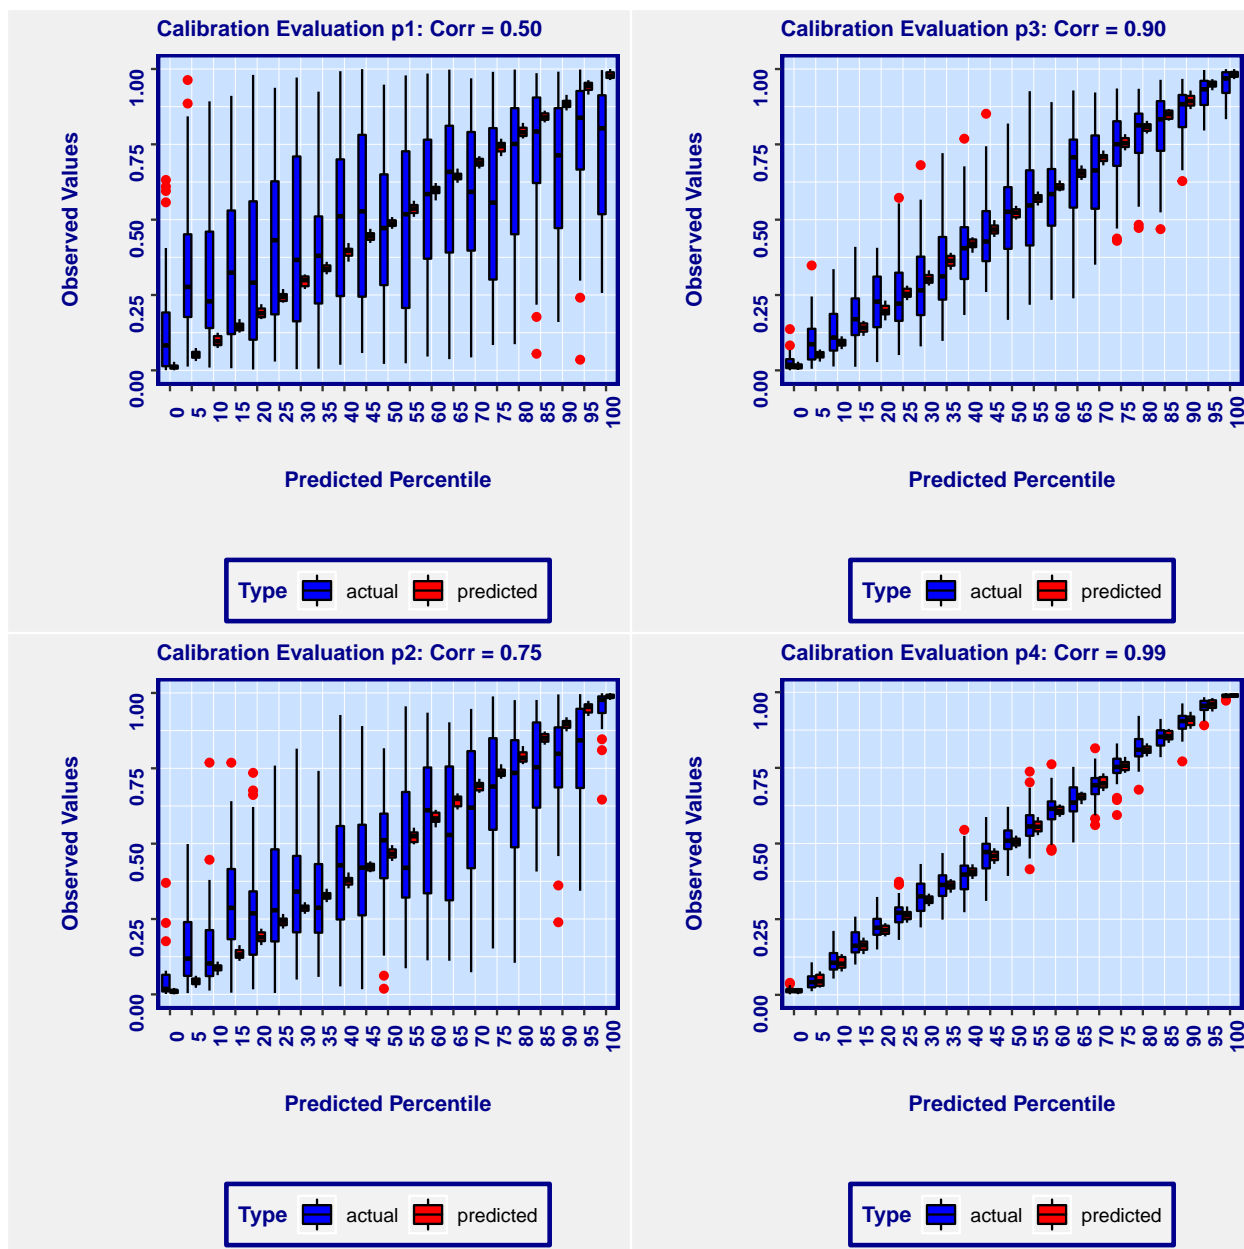 Calibration Evaluation p1: Corr = 0.50
Observed Values
1.00
0.75
0.50
0.25
0.00
0 5 10 15 20 25 30 35 40 45 50 55 60 65 70 75 80 85 90 95 100
Predicted Percentile
Type actual predicted
Calibration Evaluation p3: Corr = 0.90
Observed Values
1.00
0.75
0.50
0.25
0.00
0 5 10 15 20 25 30 35 40 45 50 55 60 65 70 75 80 85 90 95 100
Predicted Percentile
Type actual predicted
Calibration Evaluation p2: Corr = 0.75
Observed Values
1.00
0.75
0.50
0.25
0.00
0 5 10 15 20 25 30 35 40 45 50 55 60 65 70 75 80 85 90 95 100
Predicted Percentile
Type actual predicted
Calibration Evaluation p4: Corr = 0.99
Observed Values
1.00
0.75
0.50
0.25
0.00
0 5 10 15 20 25 30 35 40 45 50 55 60 65 70 75 80 85 90 95 100
Predicted Percentile
Type actual predicted